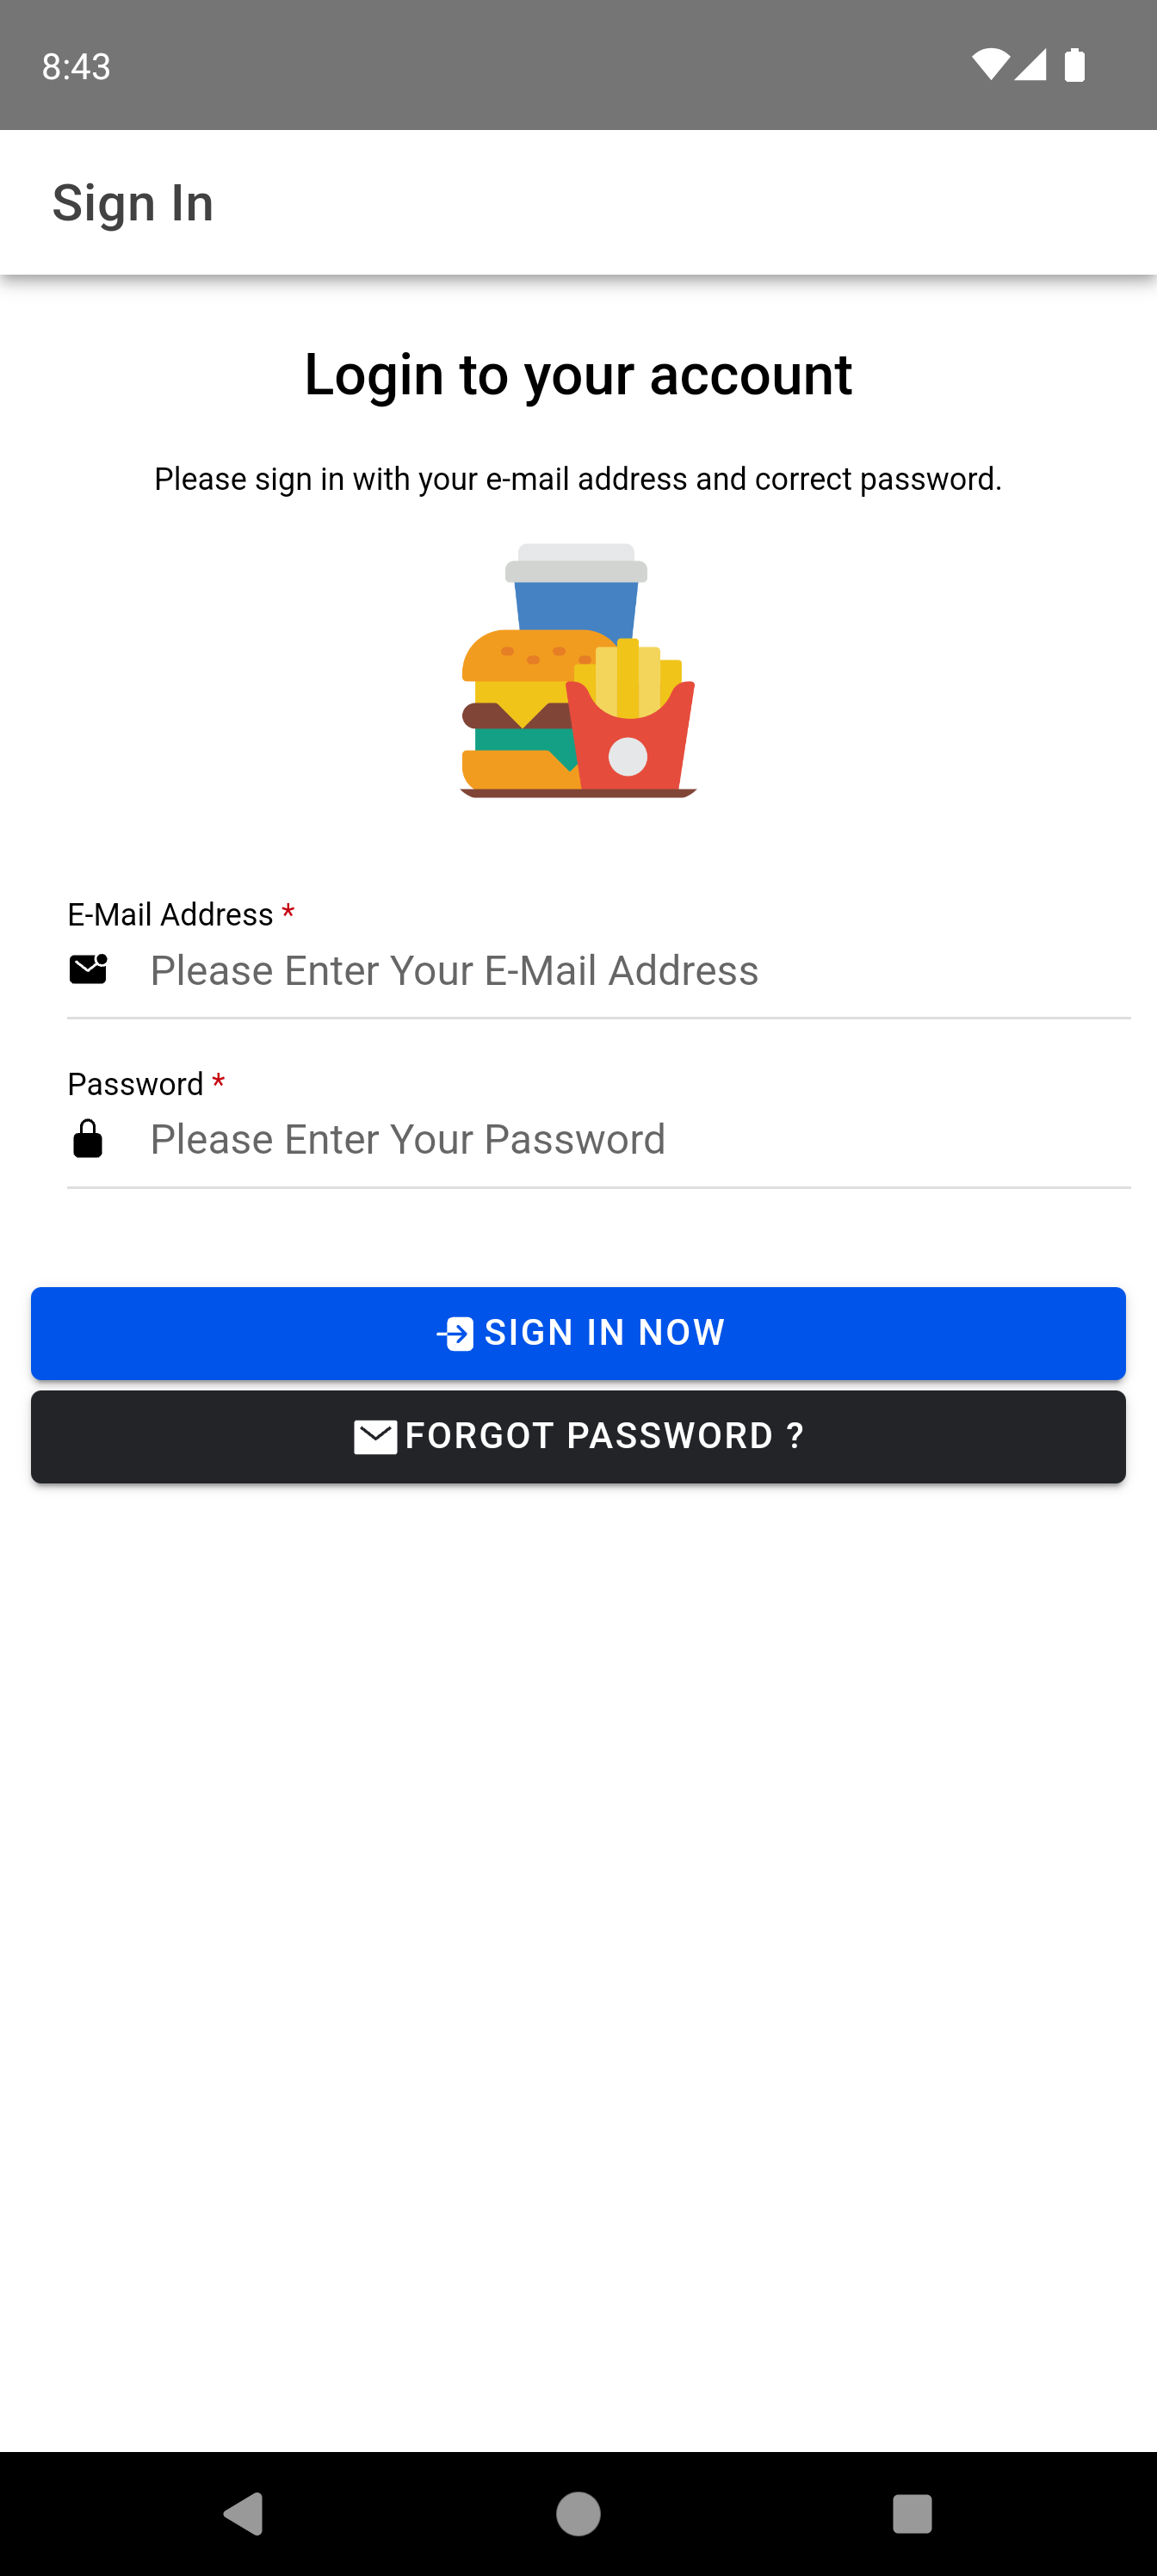 8:43
Sign In
Login to your account
Please sign in with your e-mail address and correct password.
E-Mail Address *
Please Enter Your E-Mail Address
Password *
Please Enter Your Password
SIGN IN NOW
FORGOT PASSWORD ?